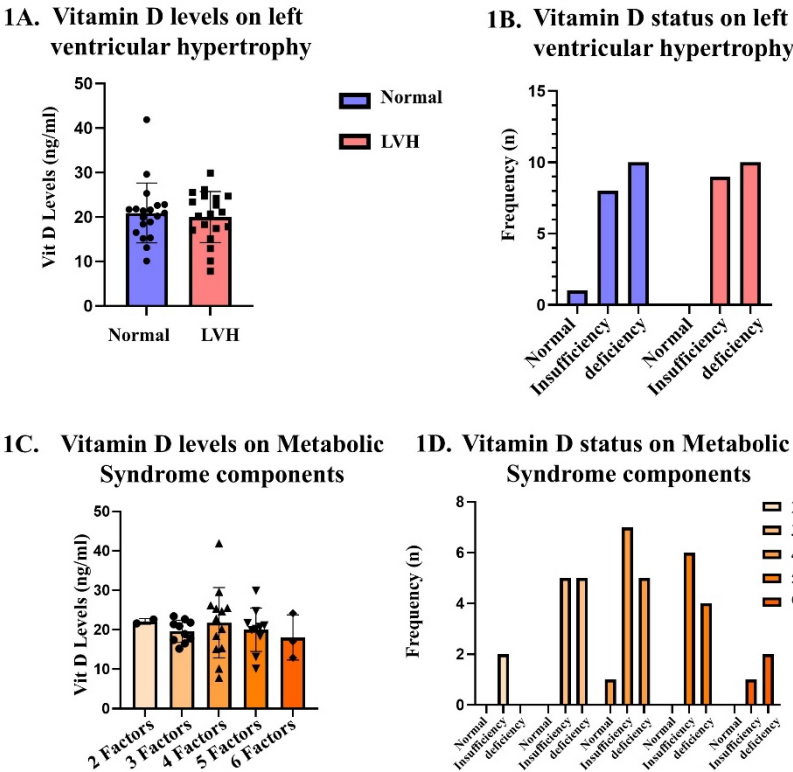 1A. Vitamin D levels on left
ventricular hypertrophy
50
40
30
20
10
0
Vit D Levels (ng/ml)
Normal
LVH
Normal
LVH
1B. Vitamin D status on left
ventricular hypertrophy
15
10
5
0
Frequency (n)
Normal
Insufficiency
deficiency
Normal
Insufficiency
deficiency
1C. Vitamin D levels on Metabolic
Syndrome components
50
40
30
20
10
0
Vit D Levels (ng/ml)
2 Factors
3 Factors
4 Factors
5 Factors
6 Factors
1D. Vitamin D status on Metabolic
Syndrome components
8
6
4
2
0
Frequency (n)
Normal
Insufficiency
deficiency
Normal
Insufficiency
deficiency
Normal
Insufficiency
deficiency
Normal
Insufficiency
deficiency
Normal
Insufficiency
deficiency